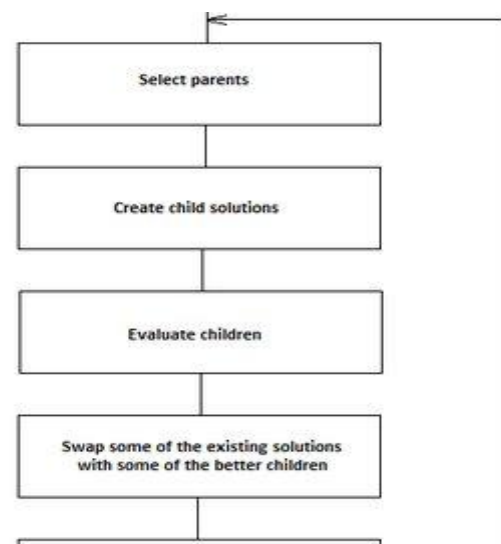 Select parents
Create child solutions
Evaluate children
Swap some of the existing solutions
with some of the better children